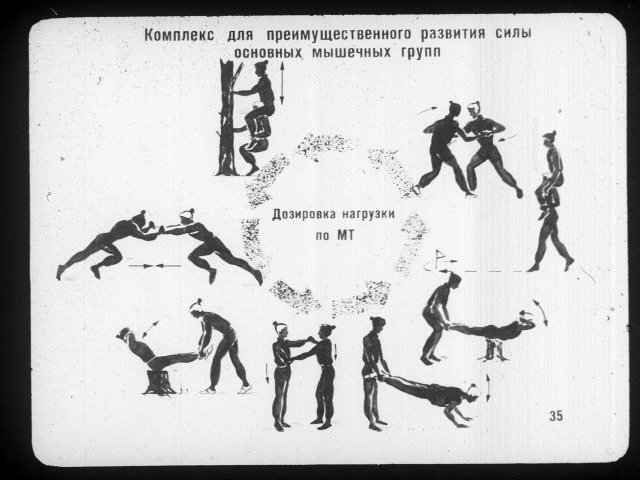 Комплекс для преимущественного развития силы
основных мышечных групп
Дозировка нагрузки
по МТ
35